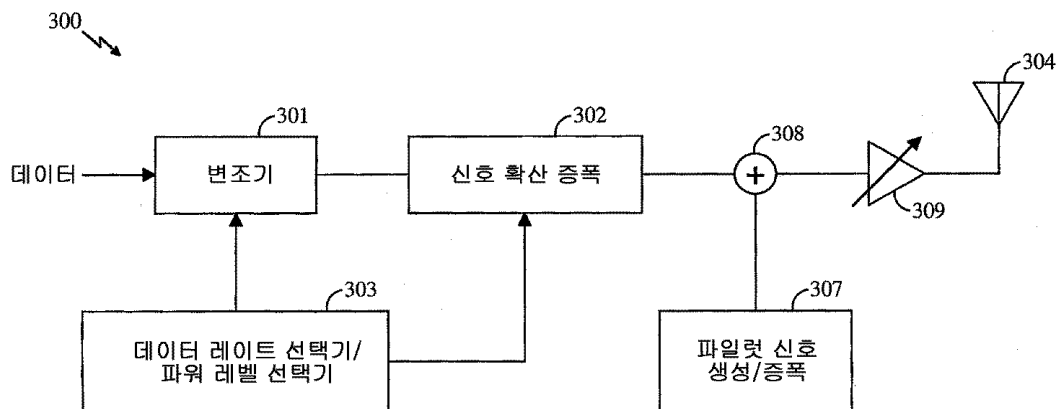 300
304
301
302
308
데이터
변조기
신호 확산 증폭
+
309
303
307
데이터 레이트 선택기/
파워 레벨 선택기
파일럿 신호
생성/증폭